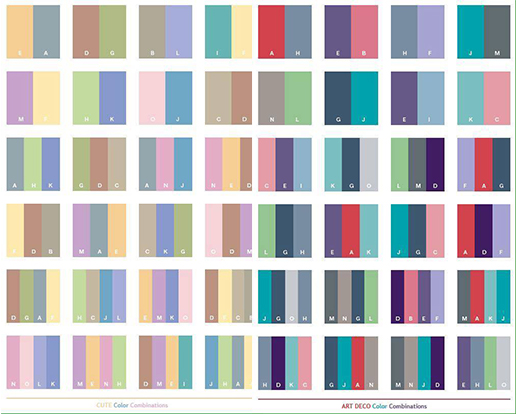 E A D G B L I F A H E B H F J M
M F H K O J C D N L G J E I K C
A H K G D C A N J N E D C E I K G O L M D F A G
F D B M A E C K G O D M L G H E A K J G C A D F
D G A F H C J L E M K O D F C J G O H M N G L D B E F M A K J
N O L K M E N H D M E I J H A H D K C G J A N M N J D E H L O
CUTE Color Combinations ART DECO Color Combinations